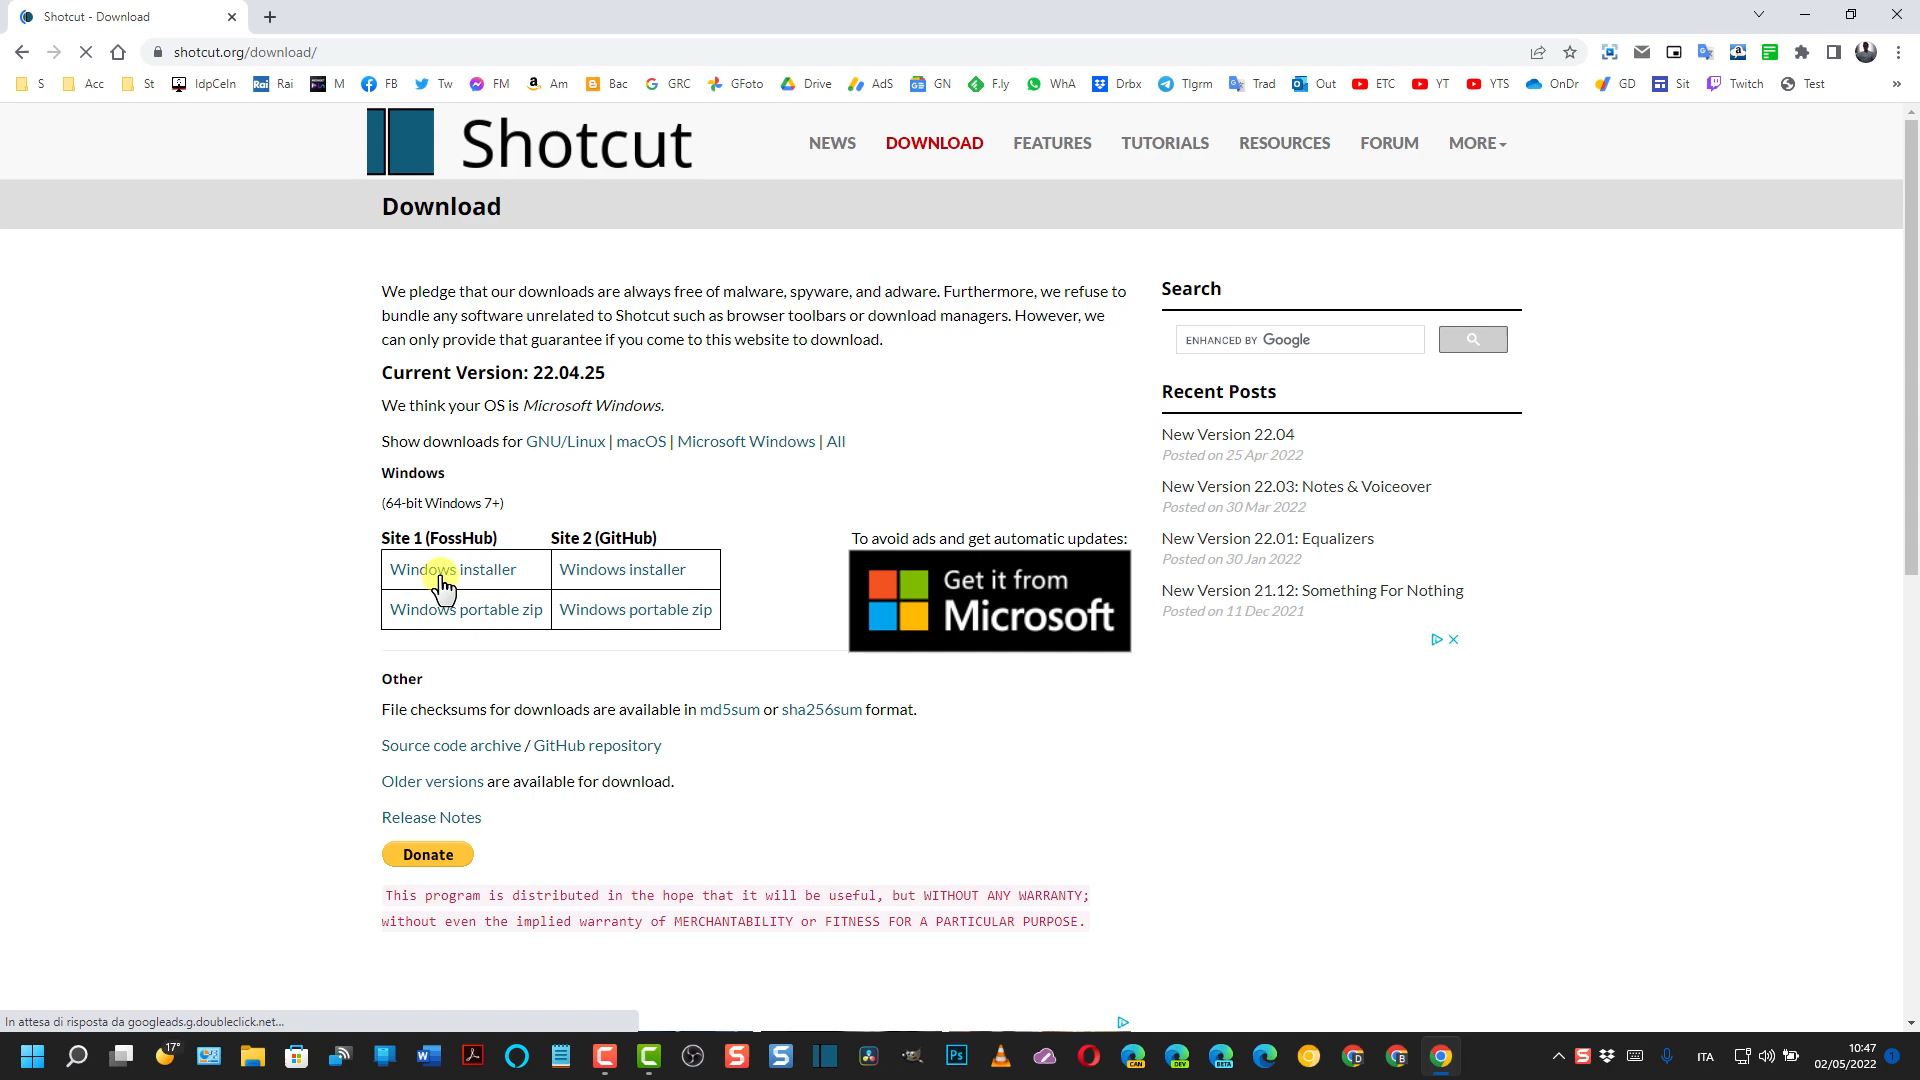 Shotcut - Download
shotcut.org/download/
S
Acc
St
IdpCeIn
Rai
M
FB
Tw
FM
Am
Bac
GRC
GFoto
Drive
AdS
GN
F.ly
WhA
Drbx
Tlgrm
Trad
Out
ETC
YT
YTS
OnDr
GD
Sit
Twitch
Test
»
Shotcut
NEWS
DOWNLOAD
FEATURES
TUTORIALS
RESOURCES
FORUM
MORE
Download
We pledge that our downloads are always free of malware, spyware, and adware. Furthermore, we refuse to
bundle any software unrelated to Shotcut such as browser toolbars or download managers. However, we
can only provide that guarantee if you come to this website to download.
Current Version: 22.04.25
We think your OS is Microsoft Windows.
Show downloads for GNU/Linux | macOS | Microsoft Windows | All
Windows
(64-bit Windows 7+)
Site 1 (FossHub)
Site 2 (GitHub)
Windows installer
Windows installer
Windows portable zip
Windows portable zip
To avoid ads and get automatic updates:
Get it from
Microsoft
Other
File checksums for downloads are available in md5sum or sha256sum format.
Source code archive / GitHub repository
Older versions are available for download.
Release Notes
Donate
This program is distributed in the hope that it will be useful, but WITHOUT ANY WARRANTY;
without even the implied warranty of MERCHANTABILITY or FITNESS FOR A PARTICULAR PURPOSE.
Search
ENHANCED BY Google
Recent Posts
New Version 22.04
Posted on 25 Apr 2022
New Version 22.03: Notes & Voiceover
Posted on 30 Mar 2022
New Version 22.01: Equalizers
Posted on 30 Jan 2022
New Version 21.12: Something For Nothing
Posted on 11 Dec 2021
In attesa di risposta da googleads.g.doubleclick.net...
17°
ITA
10:47
02/05/2022